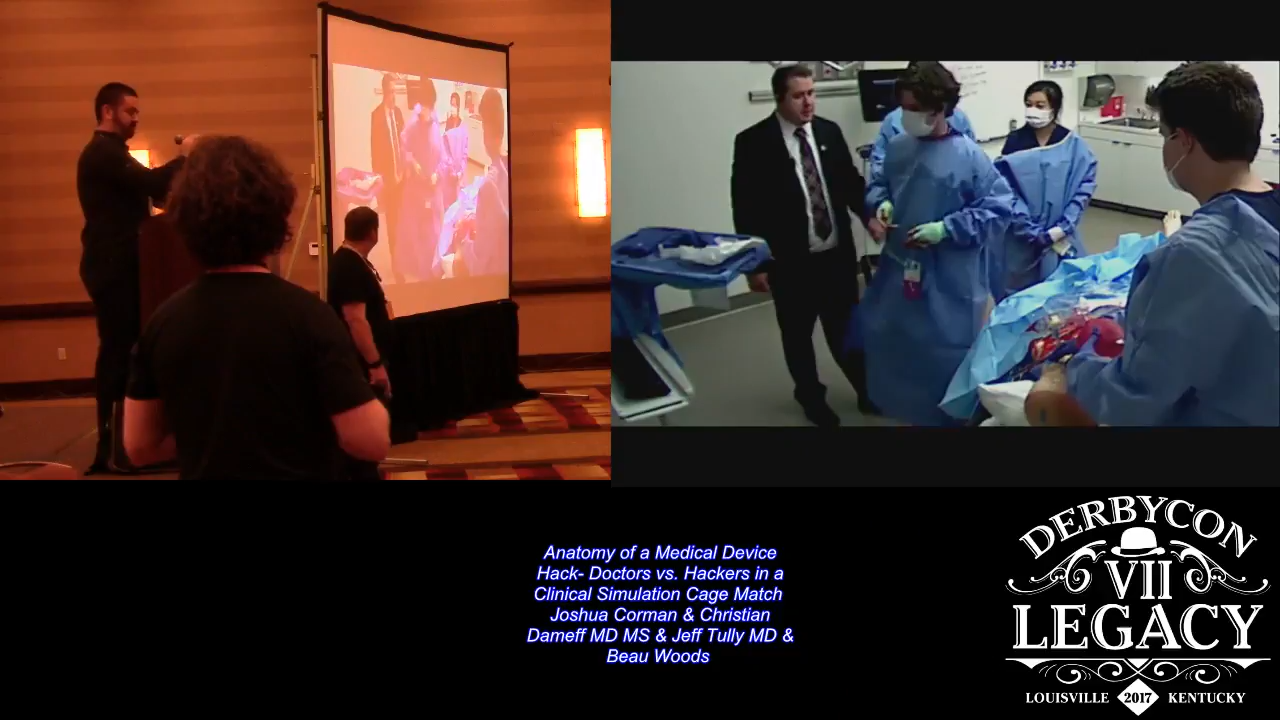 Anatomy of a Medical Device
Hack- Doctors vs. Hackers in a
Clinical Simulation Cage Match
Joshua Corman & Christian
Dameff MD MS & Jeff Tully MD &
Beau Woods
DERBYCON
VII
LEGACY
LOUISVILLE 2017 KENTUCKY